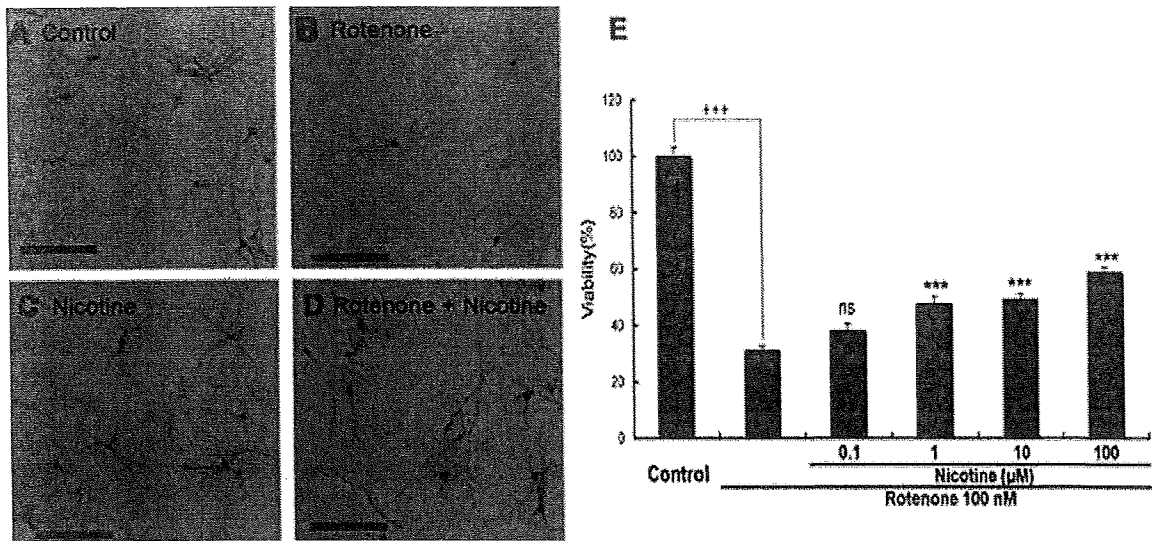 A Control
B Rotenone
C Nicotine
D Rotenone + Nicotine
E
Viability(%)
120
100
80
60
40
20
0
+++
ns
***
***
***
0.1 1 10 100
Control
Nicotine (µM)
Rotenone 100 nM